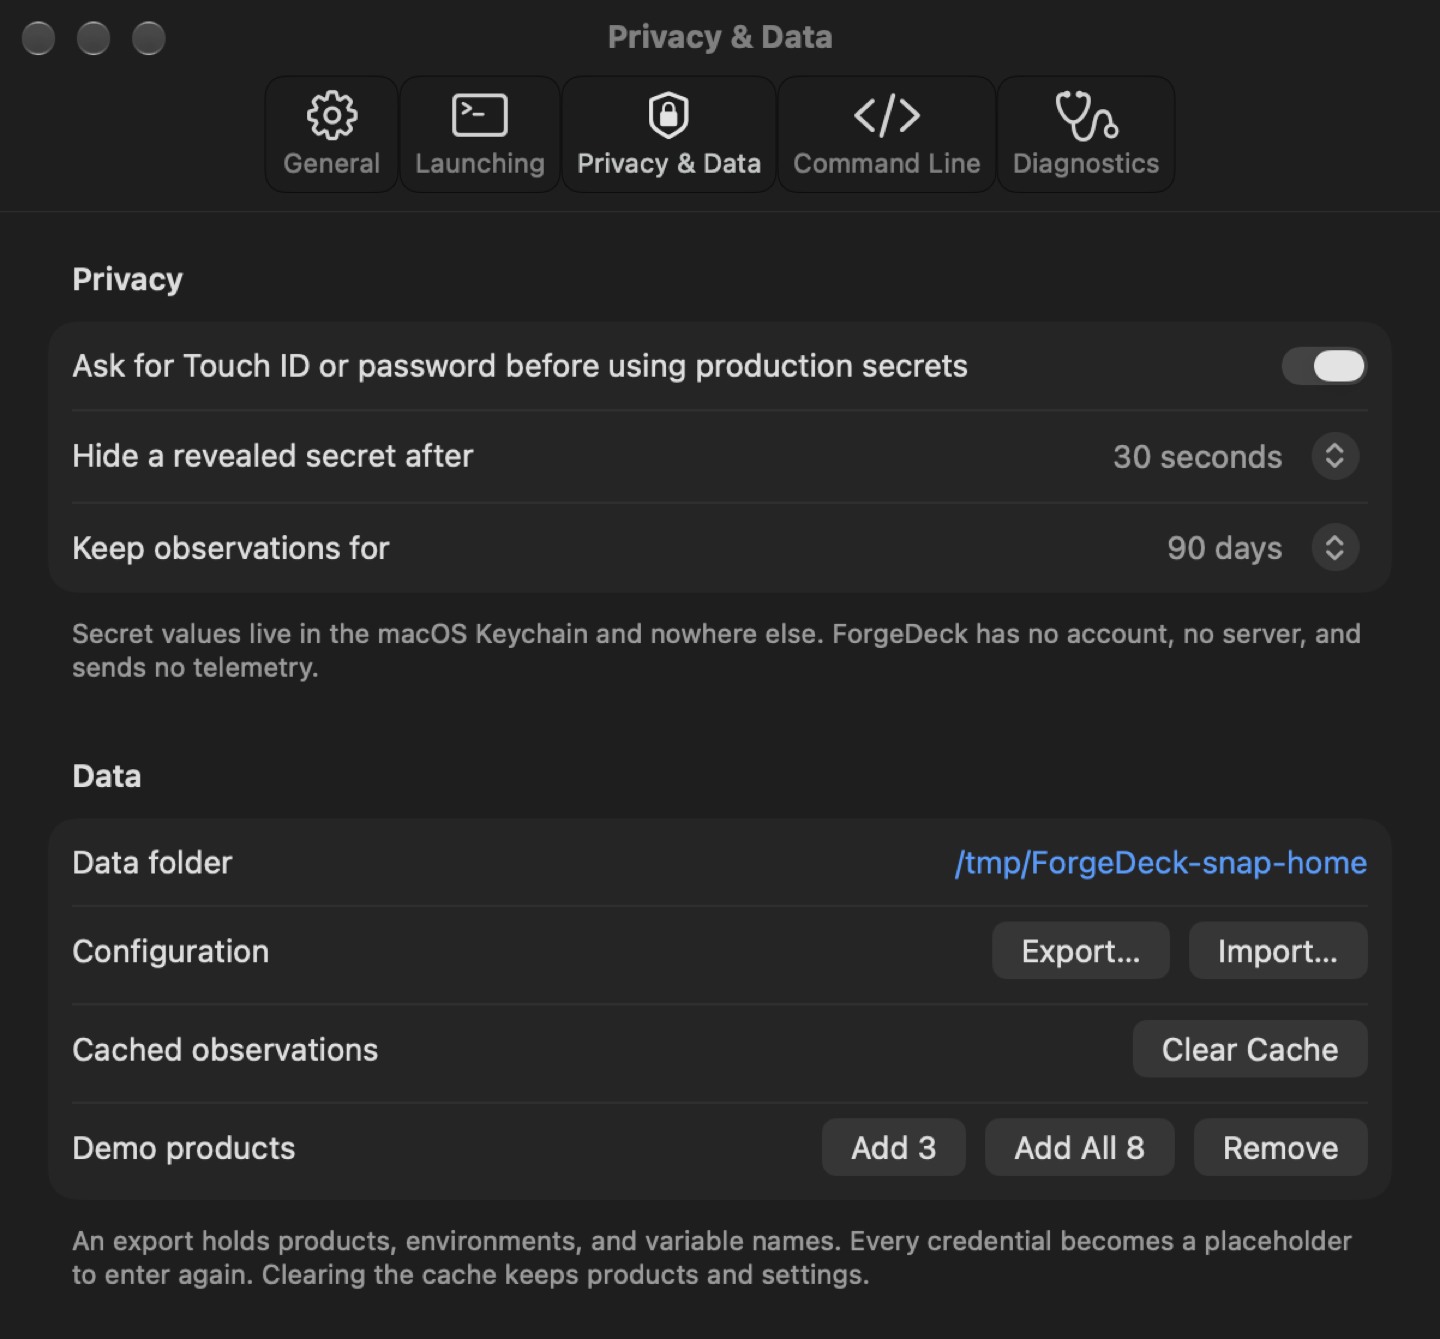 Privacy & Data
General
Launching
Privacy & Data
Command Line
Diagnostics
Privacy
Ask for Touch ID or password before using production secrets
Hide a revealed secret after
30 seconds
Keep observations for
90 days
Secret values live in the macOS Keychain and nowhere else. ForgeDeck has no account, no server, and
sends no telemetry.
Data
Data folder
/tmp/ForgeDeck-snap-home
Configuration
Export...
Import...
Cached observations
Clear Cache
Demo products
Add 3
Add All 8
Remove
An export holds products, environments, and variable names. Every credential becomes a placeholder
to enter again. Clearing the cache keeps products and settings.